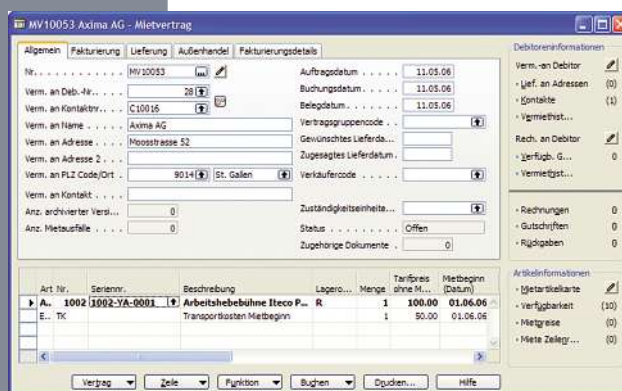 MV10053 Axima AG - Mietvertrag
Allgemein Fakturierung Lieferung Außenhandel Fakturierungsdetails
Nr. . . . . . . . . . . . MV10053
Verm. an Deb.-Nr. . . . 28
Verm. an Kontaktnr. . . . C10016
Verm. an Name . . . . . Axima AG
Verm. an Adresse . . . . Moosstrasse 52
Verm. an Adresse 2 . . .
Verm. an PLZ Code/Ort . 9014 St. Gallen
Verm. an Kontakt . . . .
Anz. archivierter Versi... 0
Anz. Mietausfälle . . . . 0
Auftragsdatum . . . . . 11.05.06
Buchungsdatum . . . . . 11.05.06
Belegdatum . . . . . . 11.05.06
Vertragsgruppencode . . .
Gewünschtes Lieferda...
Zugesagtes Lieferdatum .
Verkäufercode . . . . .
Zuständigkeitseinheite...
Status . . . . . . . . Offen
Zugehörige Dokumente . 0
Debitoreninformationen
Verm.-an Debitor
Lief. an Adressen (0)
Kontakte (1)
Vermiethist...
Rech. an Debitor
Verfügb. G... 0
Vermiethist...
Rechnungen 0
Gutschriften 0
Rückgaben 0
Artikelinformationen
Mietartikelkarte
Verfügbarkeit (10)
Mietpreise (0)
Miete Zeilenr... (0)
Art Nr. Seriennr. Beschreibung Lagero... Menge Tarifpreis ohne M... Mietbeginn (Datum)
A.. 1002 1002-YA-0001 Arbeitshebebühne Iteco P... R 1 100.00 01.06.06
E.. TK Transportkosten Mietbeginn 1 50.00 01.06.06
Vertrag Zeile Funktion Buchen Drucken... Hilfe